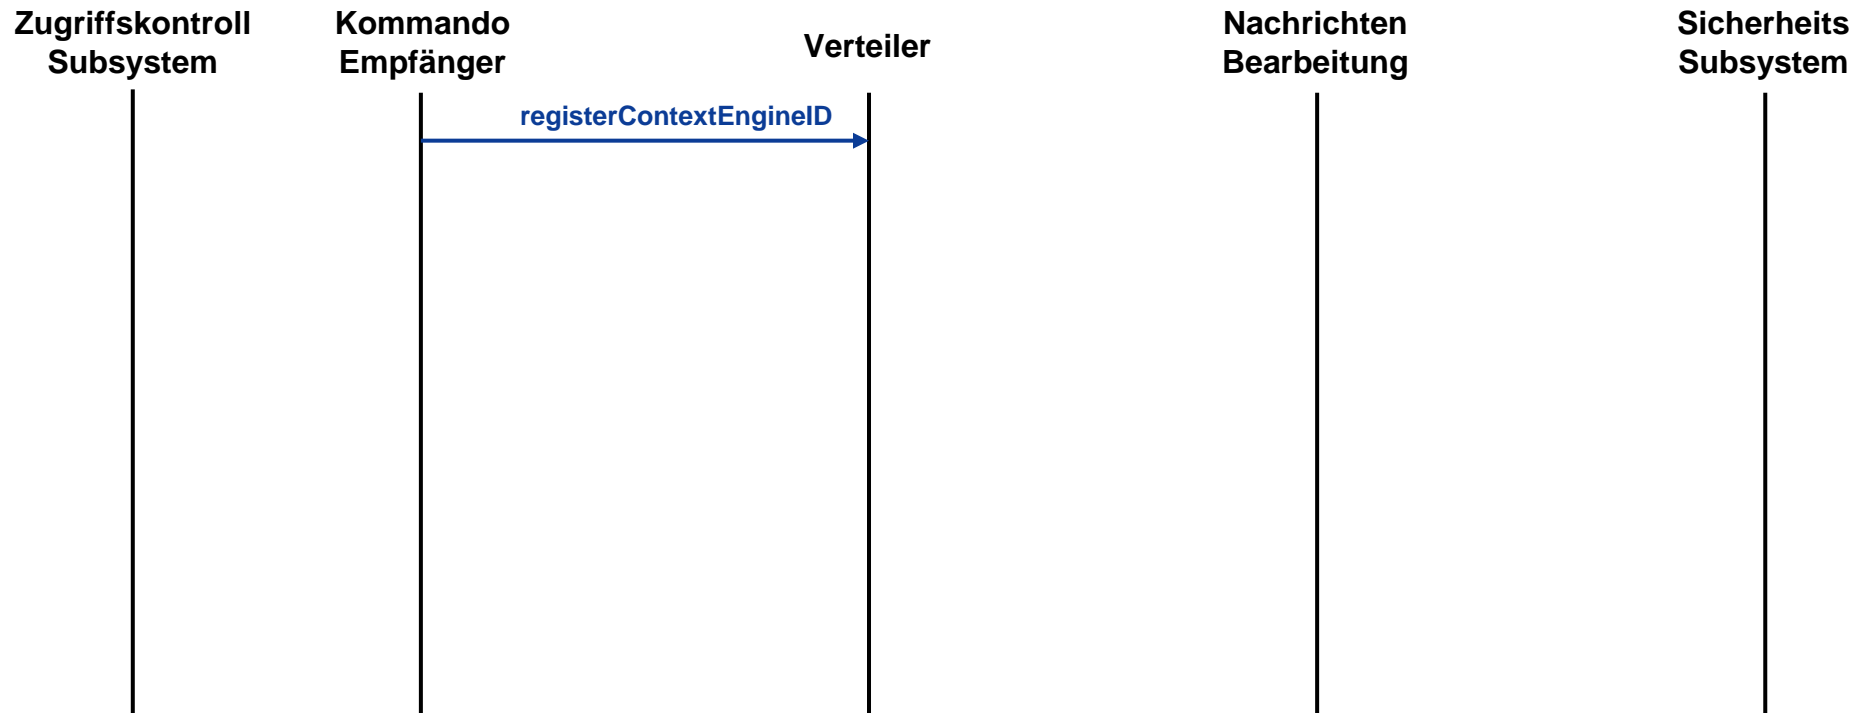 Zugriffskontroll
Subsystem
Kommando
Empfänger
Verteiler
Nachrichten
Bearbeitung
Sicherheits
Subsystem
registerContextEngineID